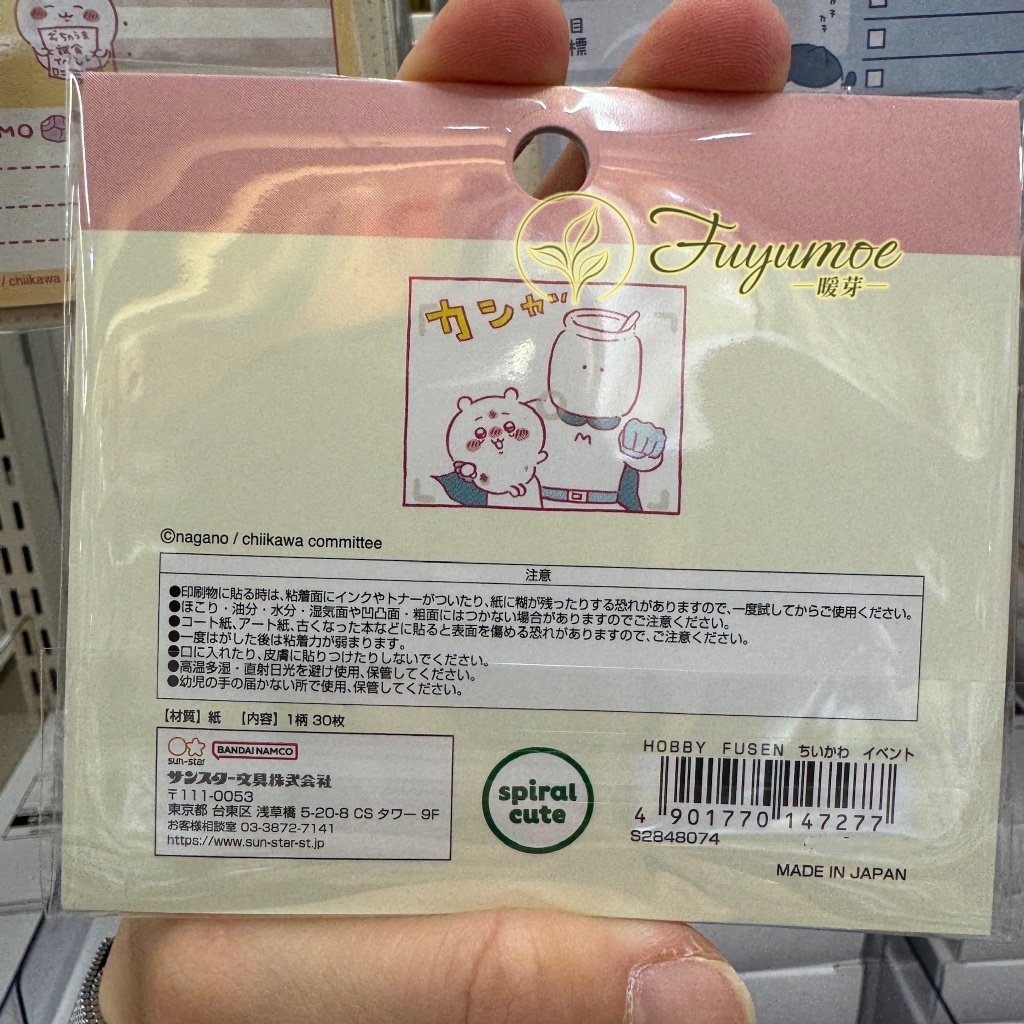 おちゃうま
試食
MO
/ chiikawa
目
標
Fuyumoe
暖芽
カシャッ
©nagano / chiikawa committee
注意
●印刷物に貼る時は、粘着面にインクやトナーがついたり、紙に糊が残ったりする恐れがありますので、一度試してからご使用ください。
●ほこり・油分・水分・湿気面や凹凸面・粗面にはつかない場合がありますのでご注意ください。
●コート紙、アート紙、古くなった本などに貼ると表面を傷める恐れがありますので、ご注意ください。
●一度はがした後は粘着力が弱まります。
●口に入れたり、皮膚に貼りつけたりしないでください。
●高温多湿・直射日光を避け使用、保管してください。
●幼児の手の届かない所で使用、保管してください。
【材質】紙 【内容】1柄 30枚
sun-star
BANDAI NAMCO
サンスター文具株式会社
〒111-0053
東京都 台東区 浅草橋 5-20-8 CS タワー 9F
お客様相談室 03-3872-7141
https://www.sun-star-st.jp
spiral
cute
HOBBY FUSEN ちいかわ イベント
4 901770 147277
S2848074
MADE IN JAPAN